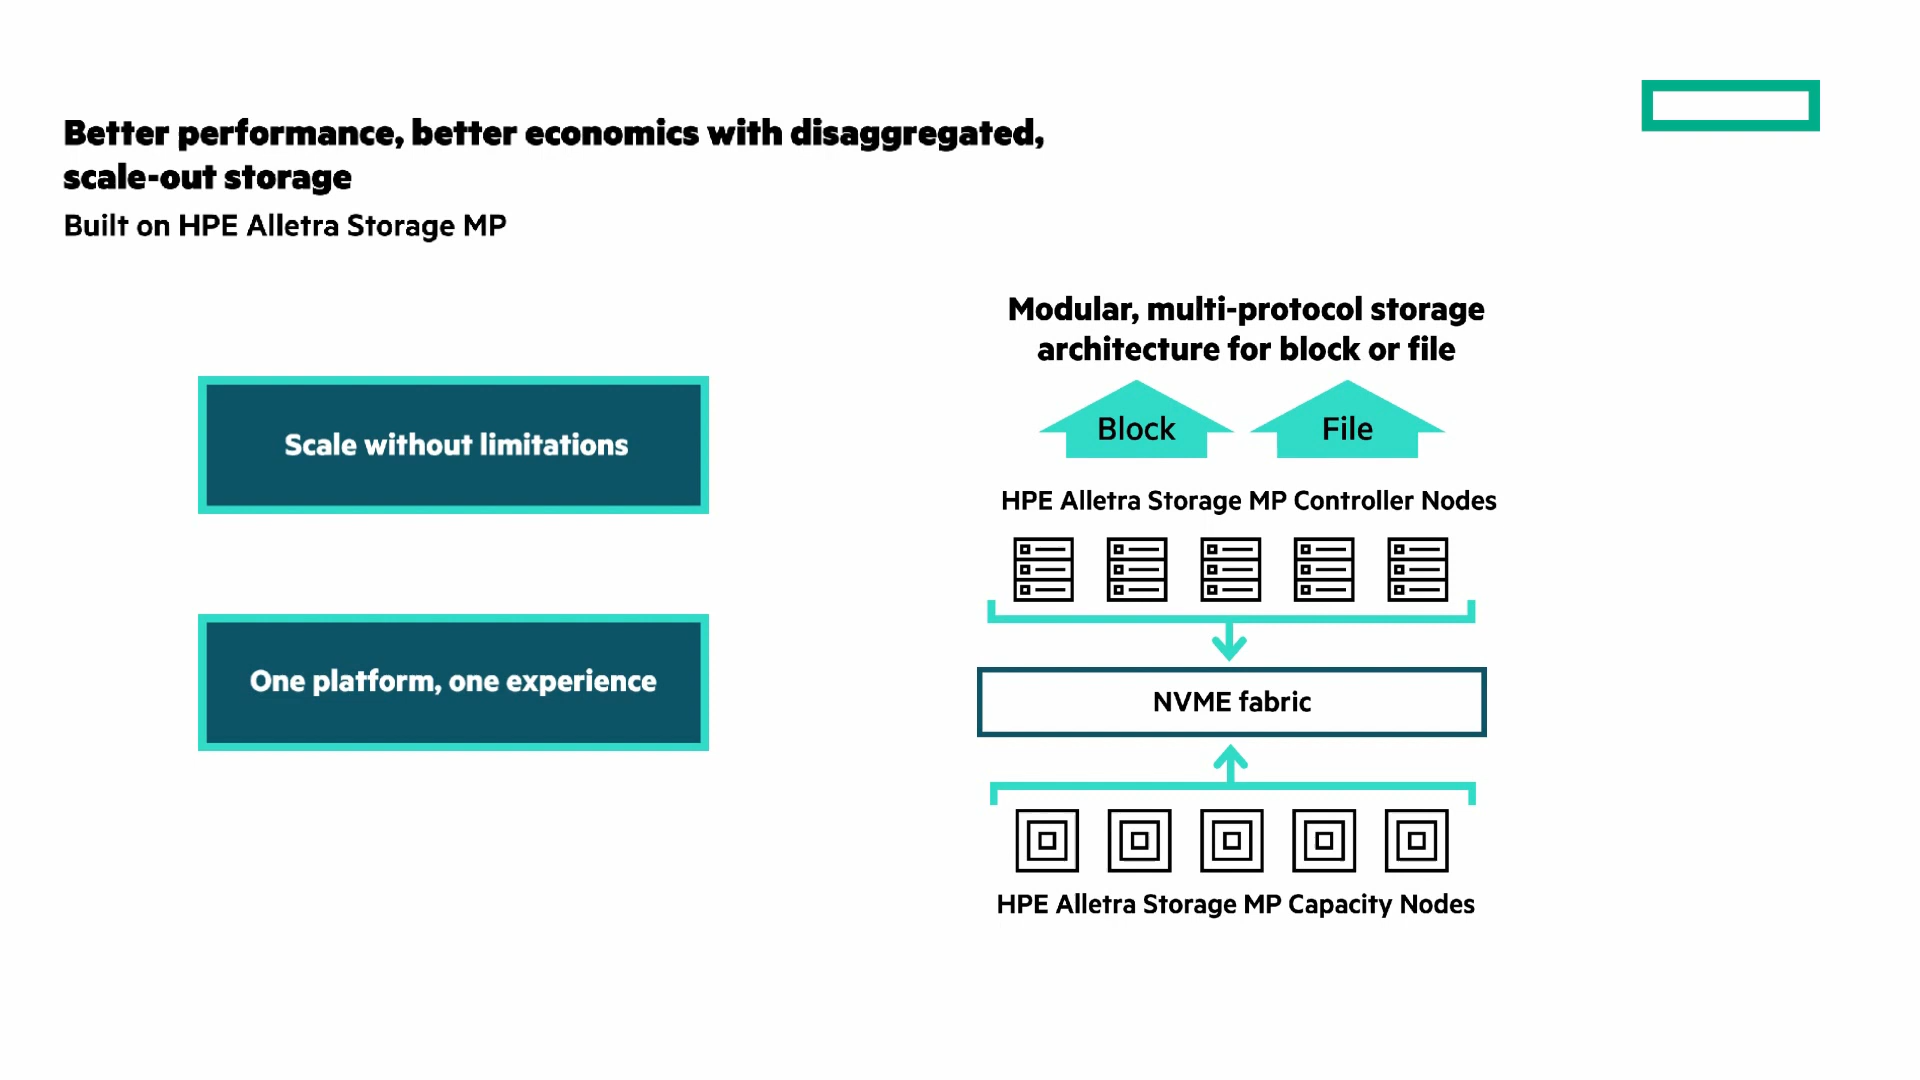 Better performance, better economics with disaggregated,
scale-out storage
Built on HPE Alletra Storage MP
Scale without limitations
One platform, one experience
Modular, multi-protocol storage
architecture for block or file
Block
File
HPE Alletra Storage MP Controller Nodes
NVME fabric
HPE Alletra Storage MP Capacity Nodes